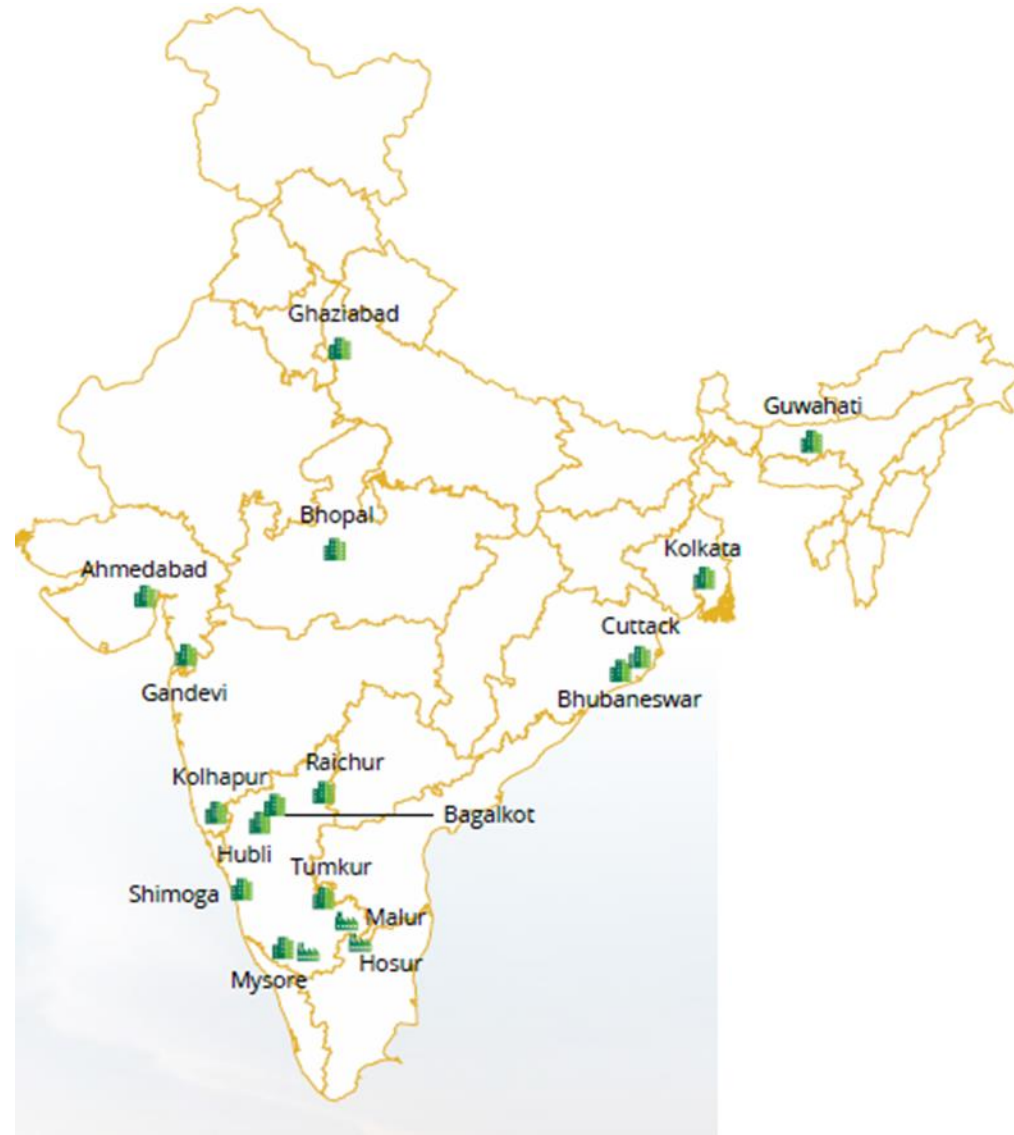 Ghaziabad
Guwahati
Bhopal
Kolkata
Ahmedabad
Cuttack
Gandevi
Bhubaneswar
Raichur
Kolhapur
Bagalkot
Hubli
Tumkur
Shimoga
Malur
Hosur
Mysore